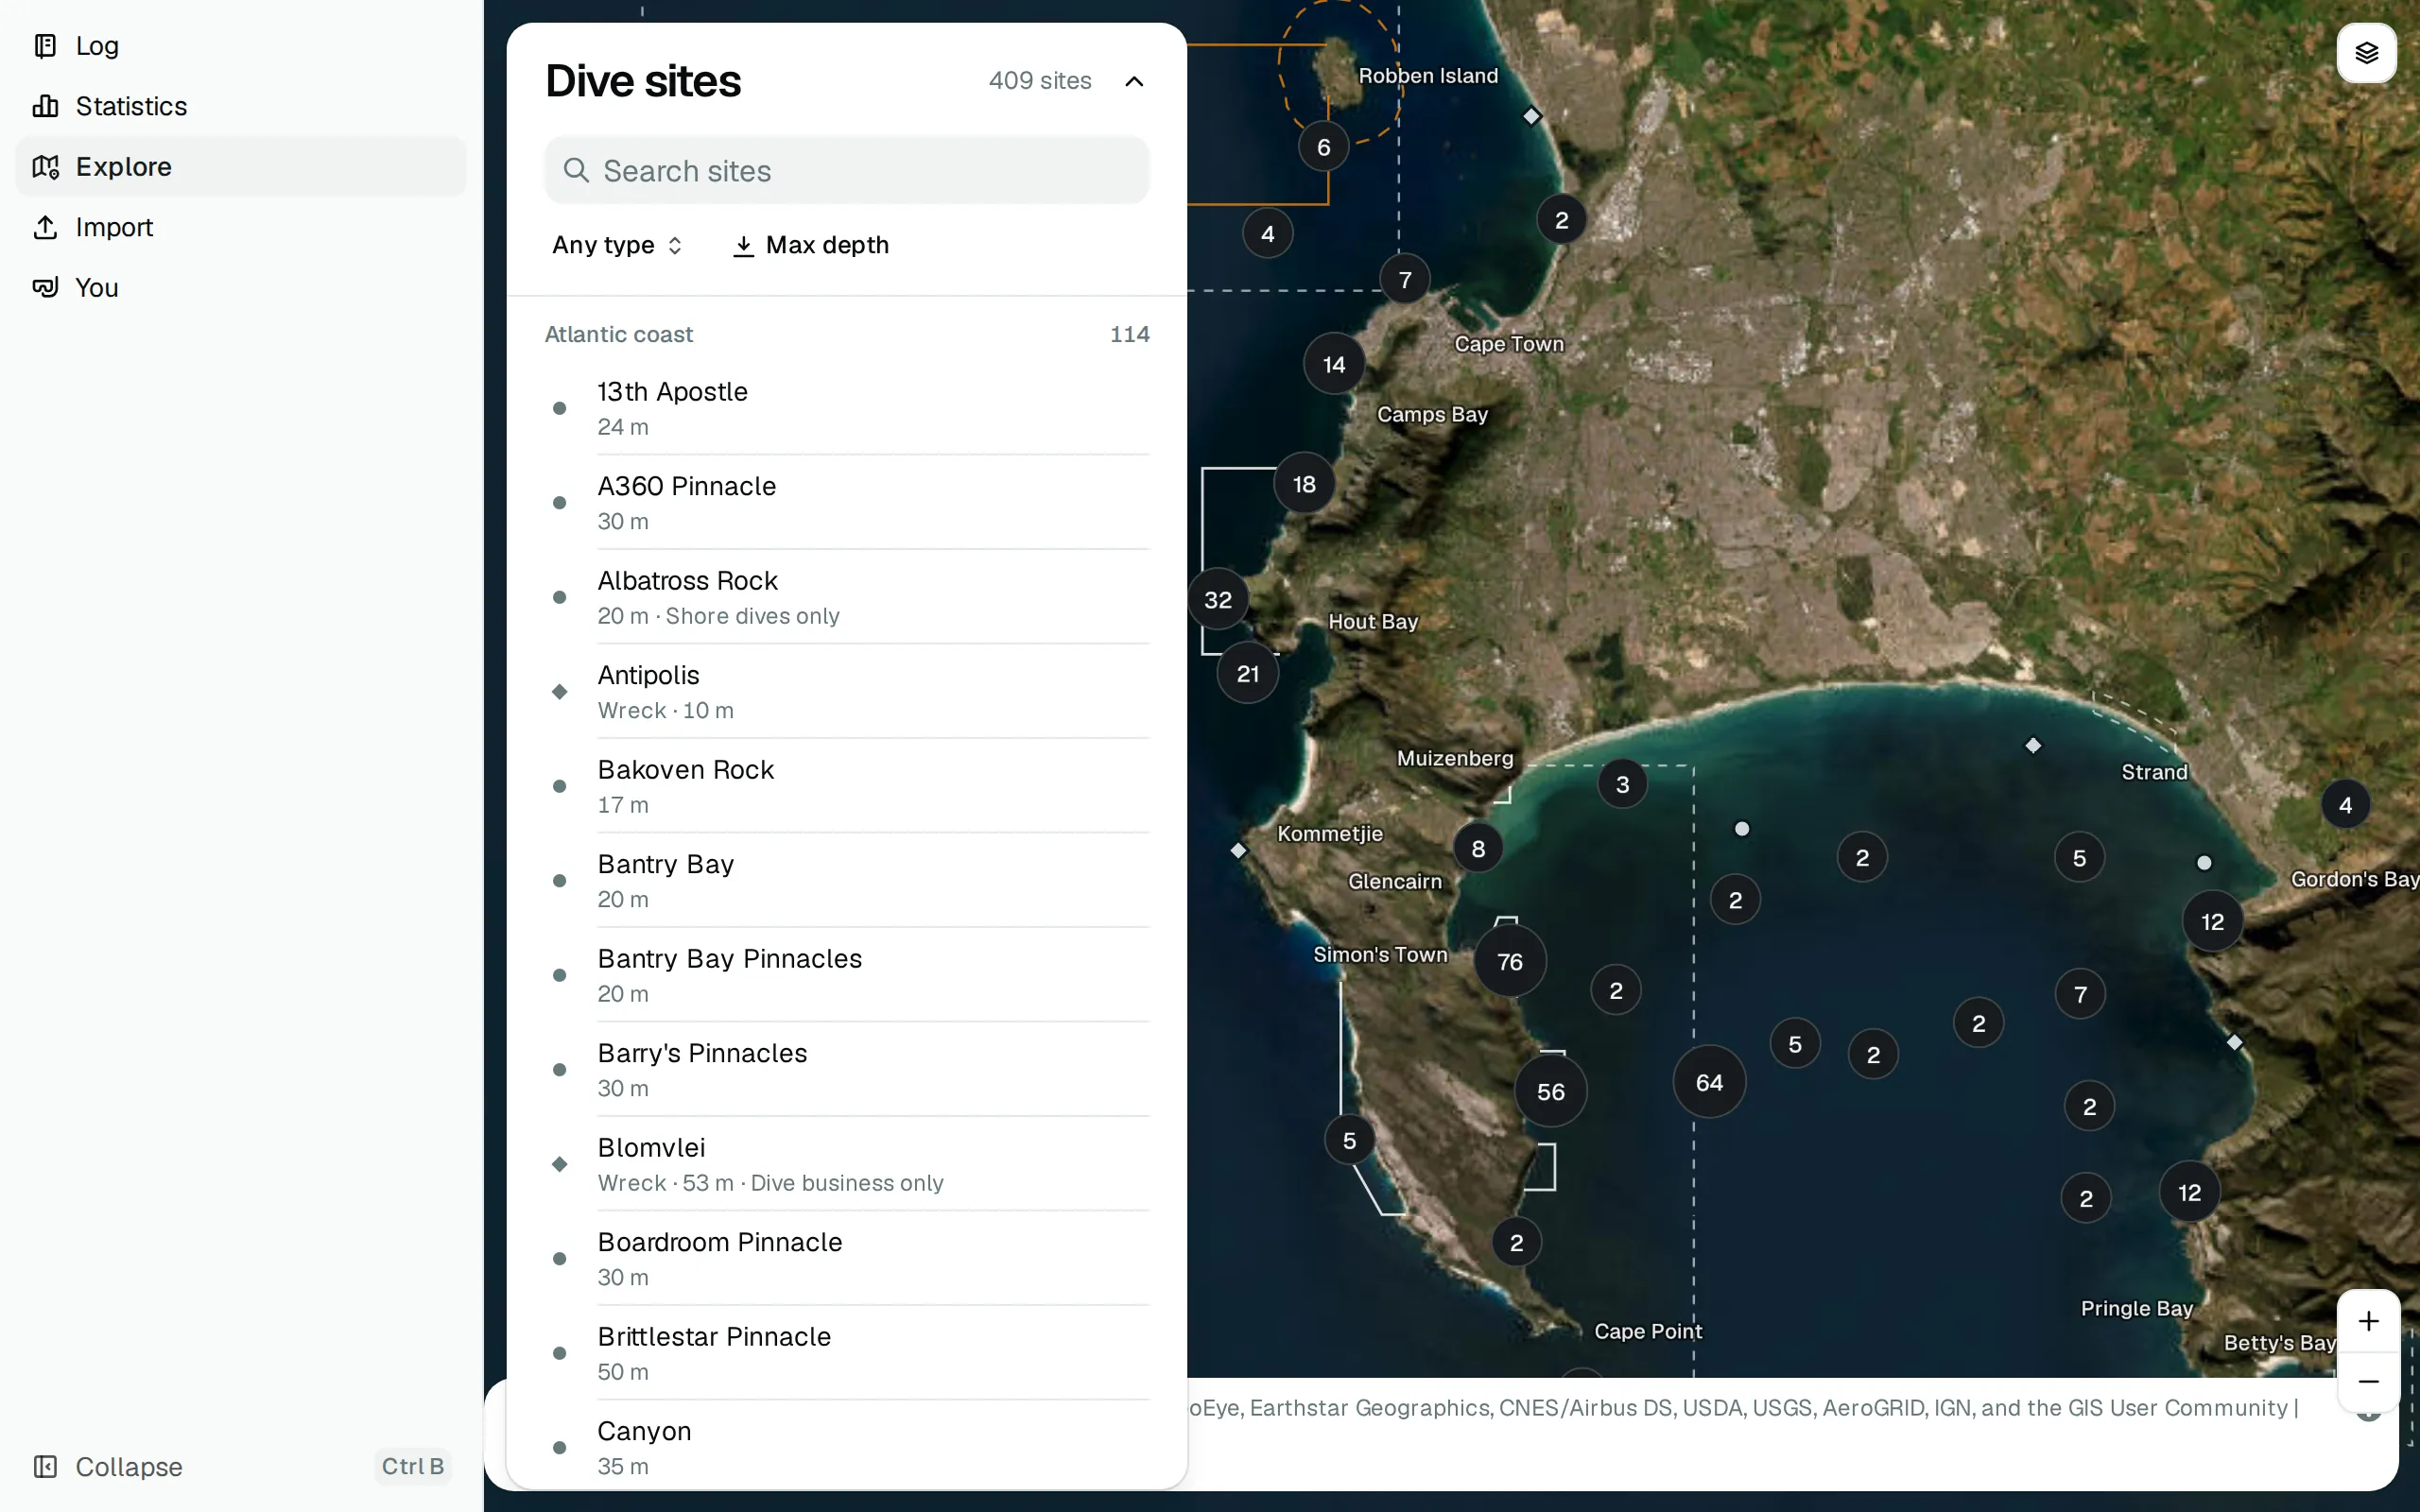 Log
Statistics
Explore
Import
You
Collapse
Ctrl B
Dive sites
409 sites
Search sites
Any type
Max depth
Atlantic coast
114
13th Apostle
24 m
A360 Pinnacle
30 m
Albatross Rock
20 m · Shore dives only
Antipolis
Wreck · 10 m
Bakoven Rock
17 m
Bantry Bay
20 m
Bantry Bay Pinnacles
20 m
Barry's Pinnacles
30 m
Blomvlei
Wreck · 53 m · Dive business only
Boardroom Pinnacle
30 m
Brittlestar Pinnacle
50 m
Canyon
35 m
Robben Island
6
4
2
7
Cape Town
14
Camps Bay
18
32
Hout Bay
21
Muizenberg
3
Strand
4
Kommetjie
8
Glencairn
2
5
2
Gordon's Bay
12
Simon's Town
76
2
7
2
5
2
64
56
2
5
12
2
2
Pringle Bay
Cape Point
Betty's Bay
oEye, Earthstar Geographics, CNES/Airbus DS, USDA, USGS, AeroGRID, IGN, and the GIS User Community |